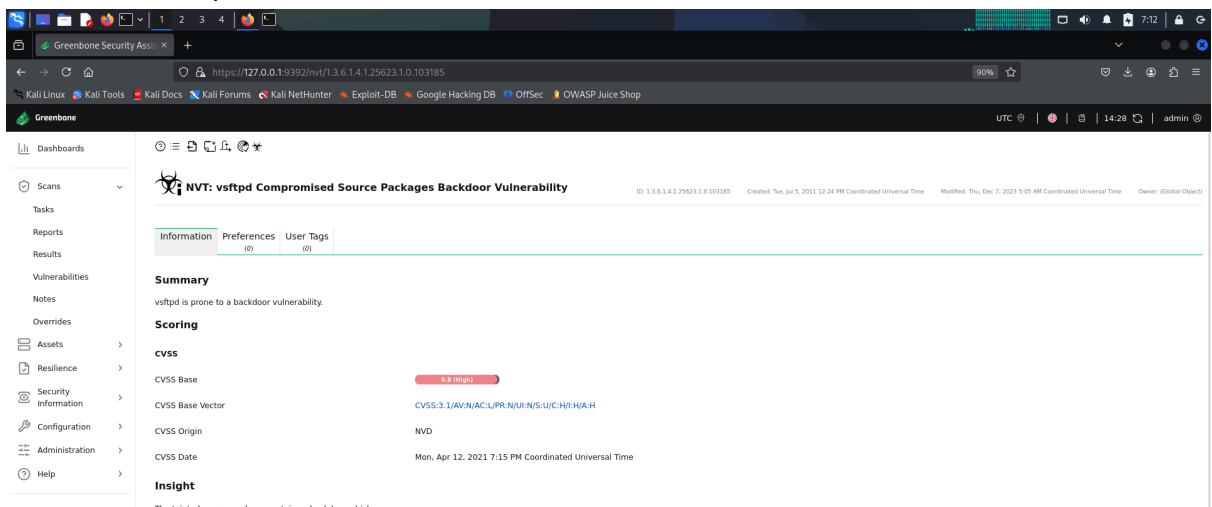 1 2 3 4
7:12
Greenbone Security Assis
https://127.0.0.1:9392/nvt/1.3.6.1.4.1.25623.1.0.103185
90%
Kali Linux Kali Tools Kali Docs Kali Forums Kali NetHunter Exploit-DB Google Hacking DB OffSec OWASP Juice Shop
Greenbone
UTC 14:28 admin
Dashboards
Scans
Tasks
Reports
Results
Vulnerabilities
Notes
Overrides
Assets
Resilience
Security
Information
Configuration
Administration
Help
NVT: vsftpd Compromised Source Packages Backdoor Vulnerability
ID: 1.3.6.1.4.1.25623.1.0.103185 Created: Tue, Jul 5, 2011 12:24 PM Coordinated Universal Time Modified: Thu, Dec 7, 2023 5:05 AM Coordinated Universal Time Owner: (Global Object)
Information Preferences User Tags
(0) (0)
Summary
vsftpd is prone to a backdoor vulnerability.
Scoring
CVSS
CVSS Base 9.8 (High)
CVSS Base Vector CVSS:3.1/AV:N/AC:L/PR:N/UI:N/S:U/C:H/I:H/A:H
CVSS Origin NVD
CVSS Date Mon, Apr 12, 2021 7:15 PM Coordinated Universal Time
Insight